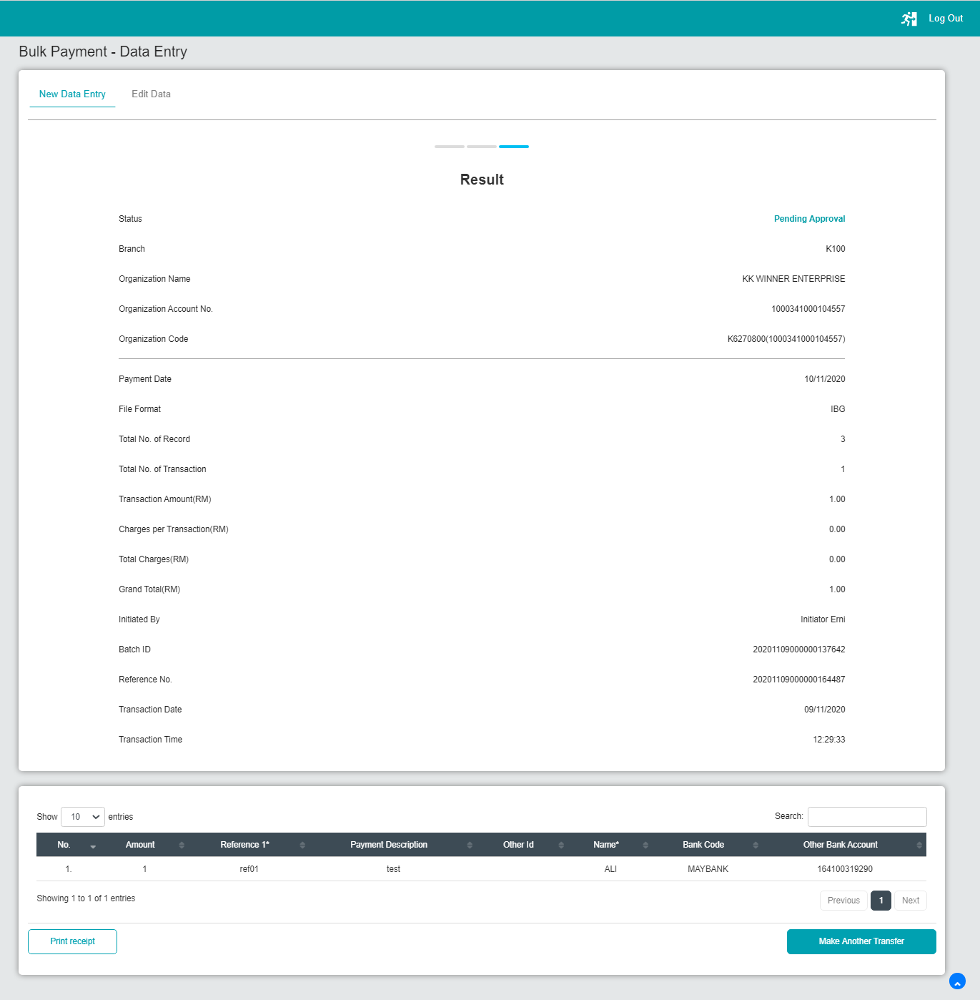 Log Out
Bulk Payment - Data Entry
New Data Entry Edit Data
Result
Status Pending Approval
Branch K100
Organization Name KK WINNER ENTERPRISE
Organization Account No. 1000341000104557
Organization Code K6270800(1000341000104557)
Payment Date 10/11/2020
File Format IBG
Total No. of Record 3
Total No. of Transaction 1
Transaction Amount(RM) 1.00
Charges per Transaction(RM) 0.00
Total Charges(RM) 0.00
Grand Total(RM) 1.00
Initiated By Initiator Erni
Batch ID 20201109000000137642
Reference No. 20201109000000164487
Transaction Date 09/11/2020
Transaction Time 12:29:33
Show 10 entries Search:
No. Amount Reference 1* Payment Description Other Id Name* Bank Code Other Bank Account
1. 1 ref01 test ALI MAYBANK 164100319290
Showing 1 to 1 of 1 entries Previous 1 Next
Print receipt Make Another Transfer